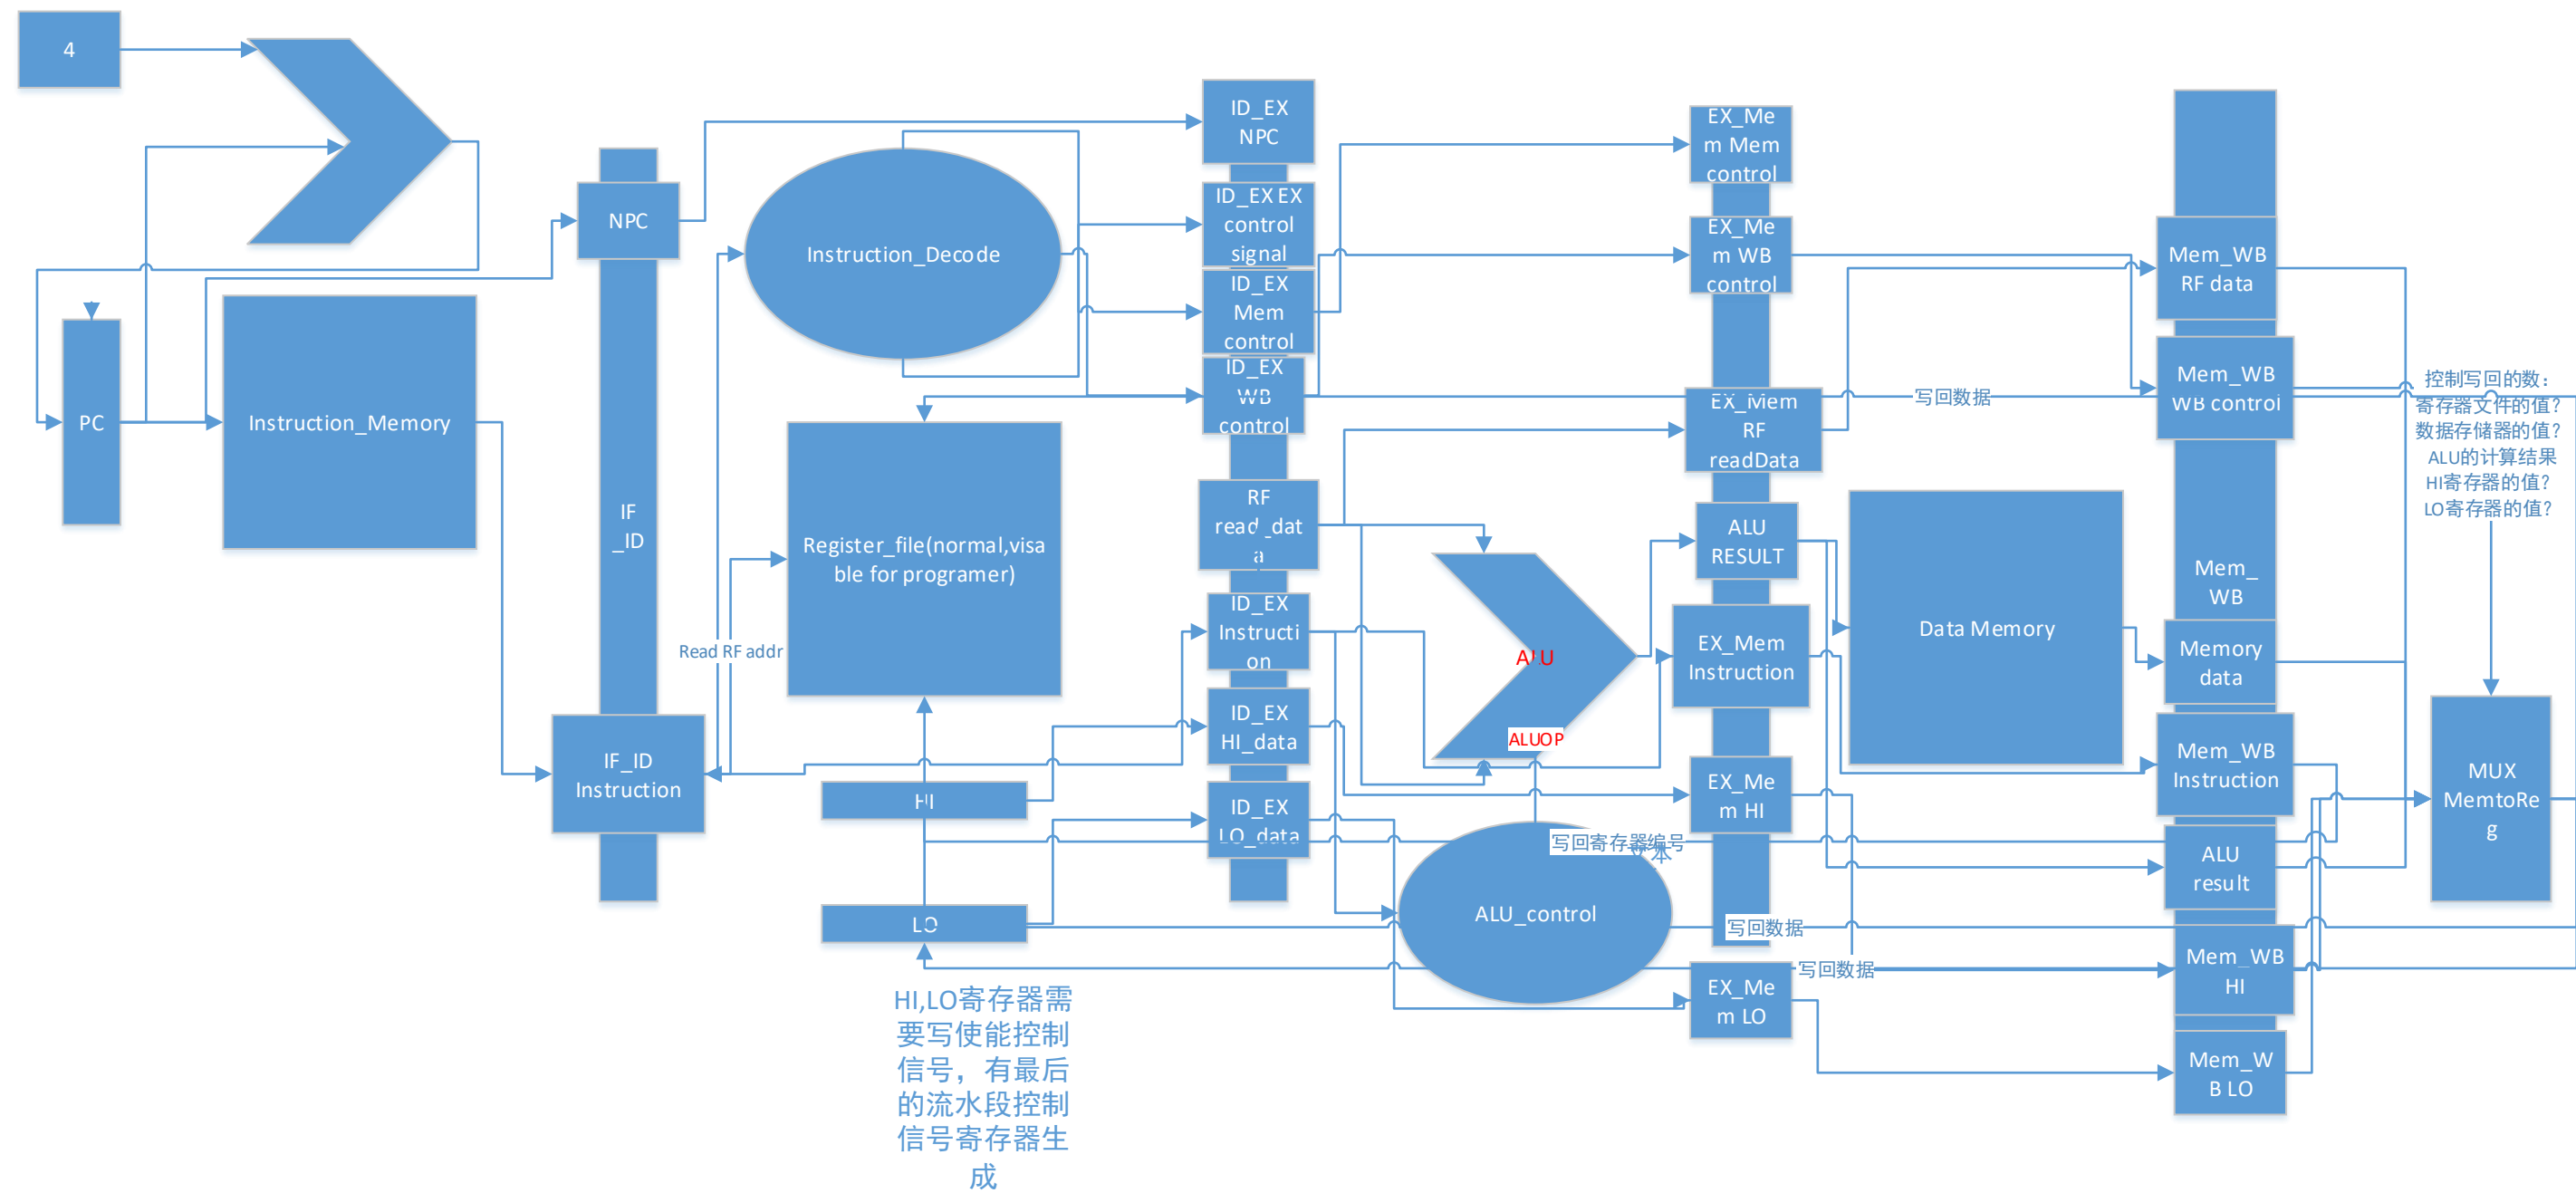 4
PC
Instruction_Memory
NPC
IF
_ID
IF_ID
Instruction
Instruction_Decode
Read RF addr
Register_file(normal,visa
ble for programer)
HI
LO
HI,LO寄存器需
要写使能控制
信号，有最后
的流水段控制
信号寄存器生
成
ID_EX
NPC
ID_EX EX
control
signal
ID_EX
Mem
control
ID_EX
WB
control
RF
read_dat
a
ID_EX
Instructi
on
ID_EX
HI_data
ID_EX
LO_data
ALU
ALUOP
ALU_control
写回寄存器编号
文本
EX_Me
m Mem
control
EX_Me
m WB
control
EX_Mem
RF
readData
ALU
RESULT
EX_Mem
Instruction
EX_Me
m HI
EX_Me
m LO
写回数据
写回数据
写回数据
Data Memory
Mem_WB
RF data
Mem_WB
WB control
Mem_
WB
Memory
data
Mem_WB
Instruction
ALU
result
Mem_WB
HI
Mem_W
B LO
控制写回的数：
寄存器文件的值？
数据存储器的值？
ALU的计算结果
HI寄存器的值？
LO寄存器的值？
MUX
MemtoRe
g